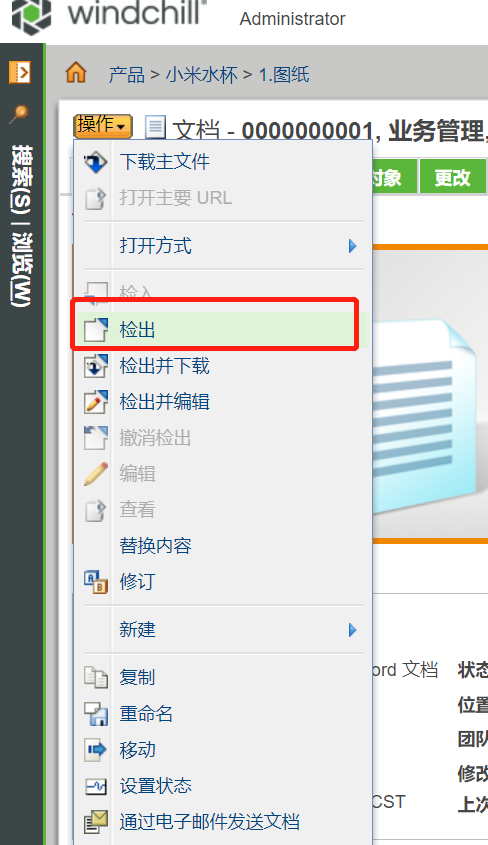 windchill
Administrator
产品 > 小米水杯 > 1.图纸
操作
文档 - 0000000001, 业务管理,
搜索(S) | 浏览(W)
下载主文件
对象
更改
打开主要 URL
打开方式
检入
检出
检出并下载
检出并编辑
撤消检出
编辑
查看
替换内容
修订
新建
ord 文档
状态
复制
位置
重命名
团队
移动
修改
设置状态
CST
上次
通过电子邮件发送文档